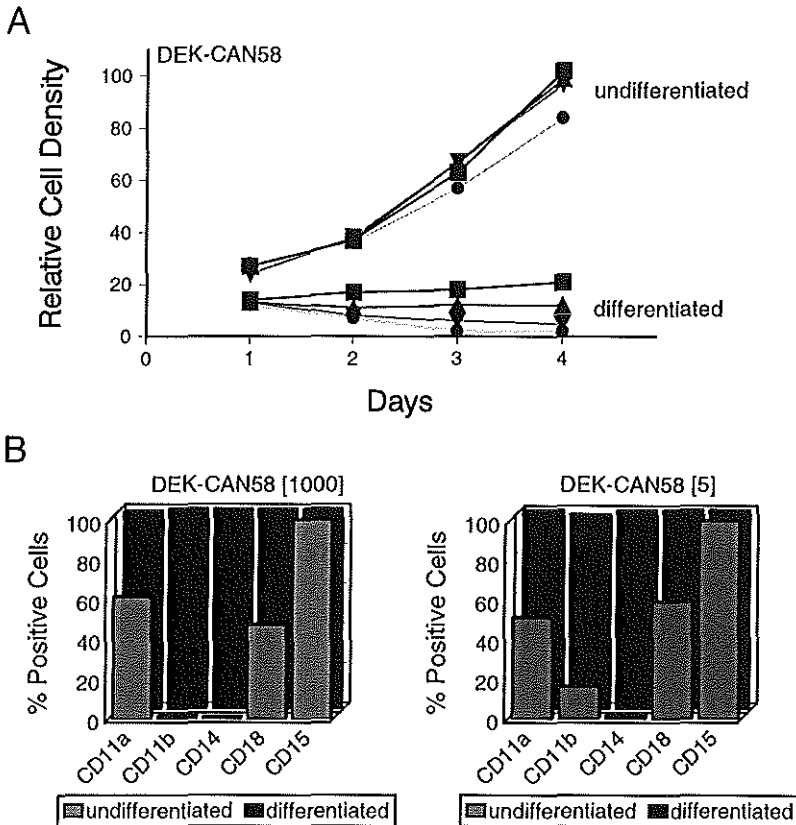 A
DEK-CAN58
Relative Cell Density
100
80
60
40
20
0
undifferentiated
differentiated
0 1 2 3 4
Days
B
DEK-CAN58 [1000]
% Positive Cells
100
80
60
40
20
0
CD11a CD11b CD14 CD18 CD15
undifferentiated differentiated
DEK-CAN58 [5]
% Positive Cells
100
80
60
40
20
0
CD11a CD11b CD14 CD18 CD15
undifferentiated differentiated